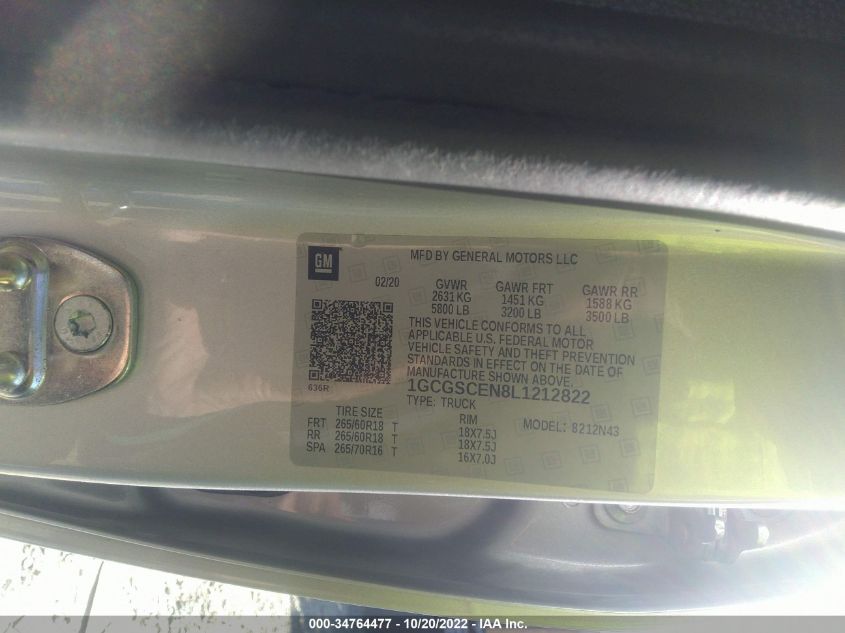 GM
MFD BY GENERAL MOTORS LLC
02/20
GVWR GAWR FRT GAWR RR
2631 KG 1451 KG 1588 KG
5800 LB 3200 LB 3500 LB
THIS VEHICLE CONFORMS TO ALL
APPLICABLE U.S. FEDERAL MOTOR
VEHICLE SAFETY AND THEFT PREVENTION
STANDARDS IN EFFECT ON THE DATE OF
MANUFACTURE SHOWN ABOVE.
636R
1GCGSCEN8L1212822
TYPE: TRUCK
TIRE SIZE RIM MODEL: 8212N43
FRT 265/60R18 T 18X7.5J
RR 265/60R18 T 18X7.5J
SPA 265/70R16 T 16X7.0J
000-34764477 - 10/20/2022 - IAA Inc.